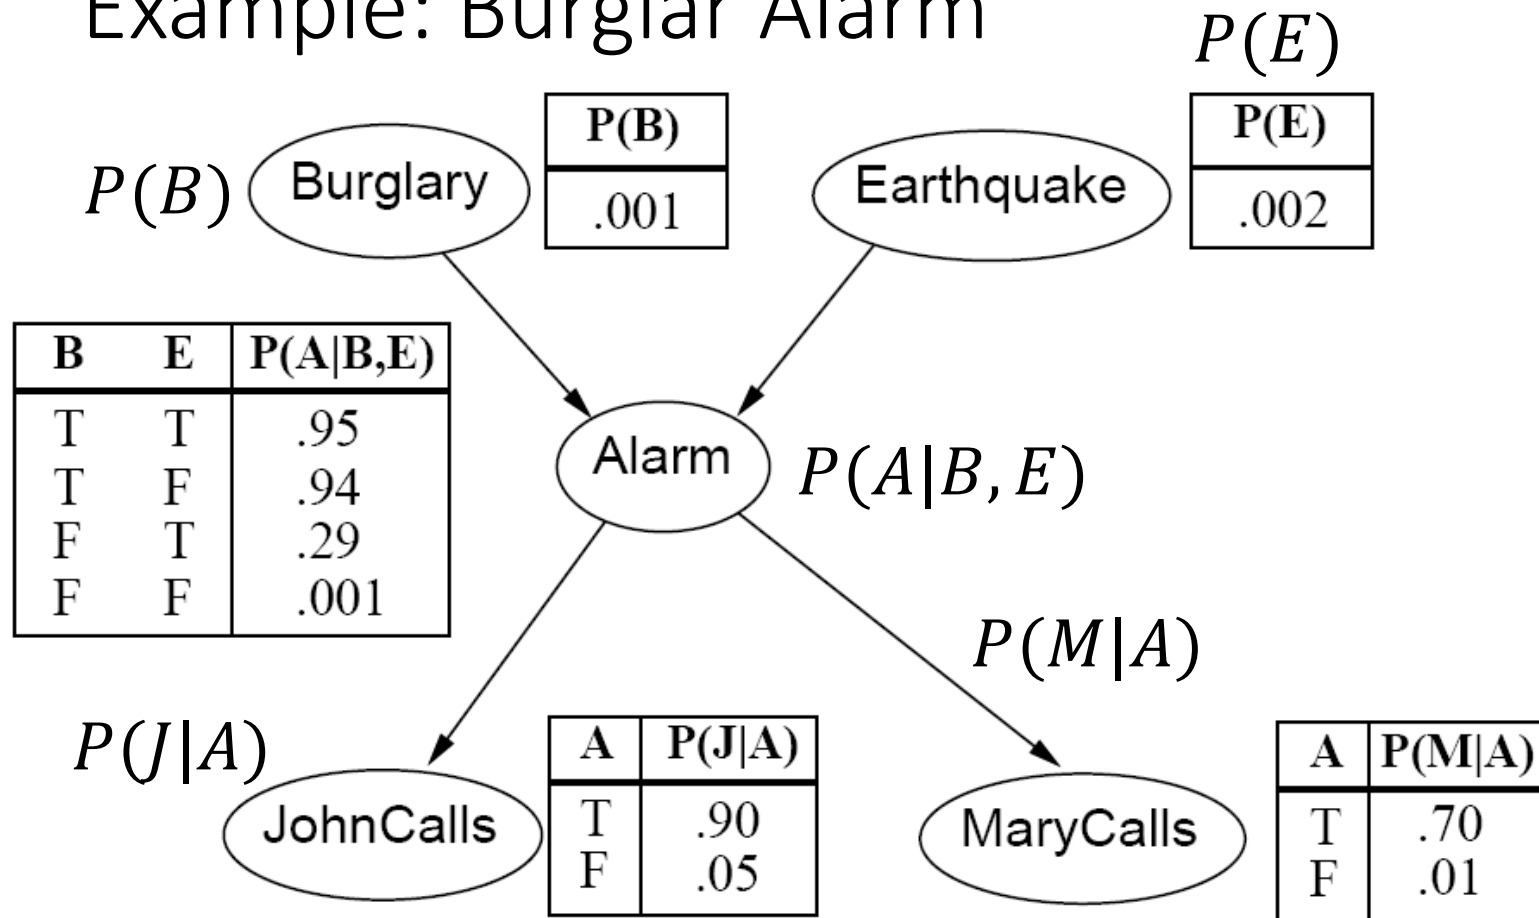 Example: Burglar Alarm
P(E)
P(B)
Burglary
P(B)
.001
Earthquake
P(E)
.002
B E P(A|B,E)
T T .95
T F .94
F T .29
F F .001
Alarm
P(A|B, E)
P(M|A)
P(J|A)
JohnCalls
A P(J|A)
T .90
F .05
MaryCalls
A P(M|A)
T .70
F .01